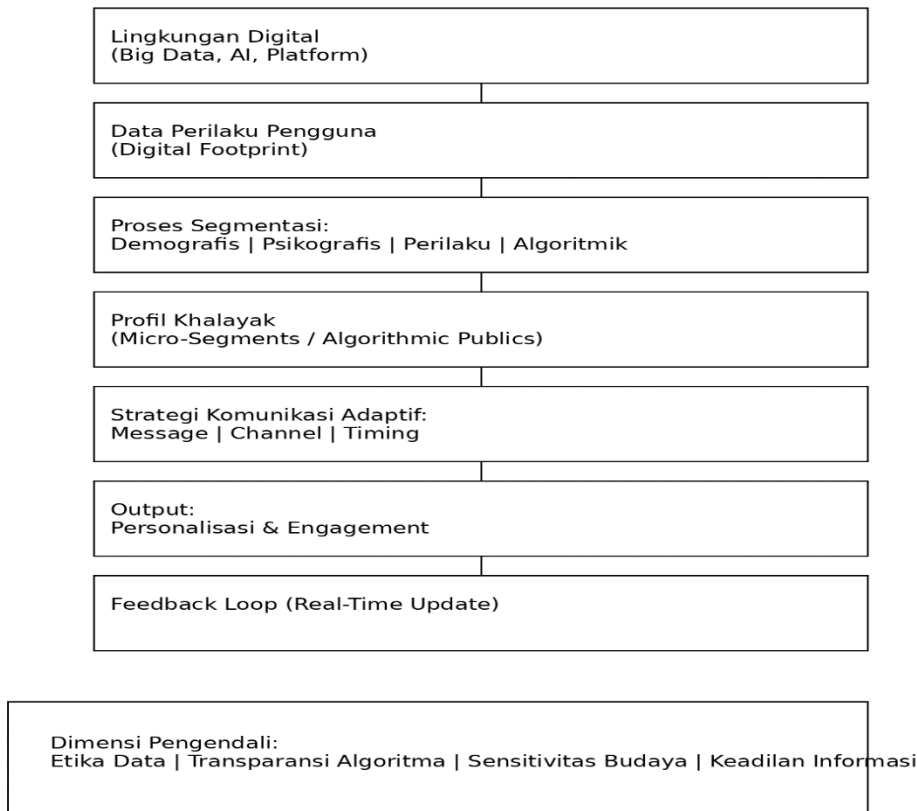 Lingkungan Digital
(Big Data, AI, Platform)
Data Perilaku Pengguna
(Digital Footprint)
Proses Segmentasi:
Demografis | Psikografis | Perilaku | Algoritmik
Profil Khalayak
(Micro-Segments / Algorithmic Publics)
Strategi Komunikasi Adaptif:
Message | Channel | Timing
Output:
Personalisasi & Engagement
Feedback Loop (Real-Time Update)
Dimensi Pengendali:
Etika Data | Transparansi Algoritma | Sensitivitas Budaya | Keadilan Informasi